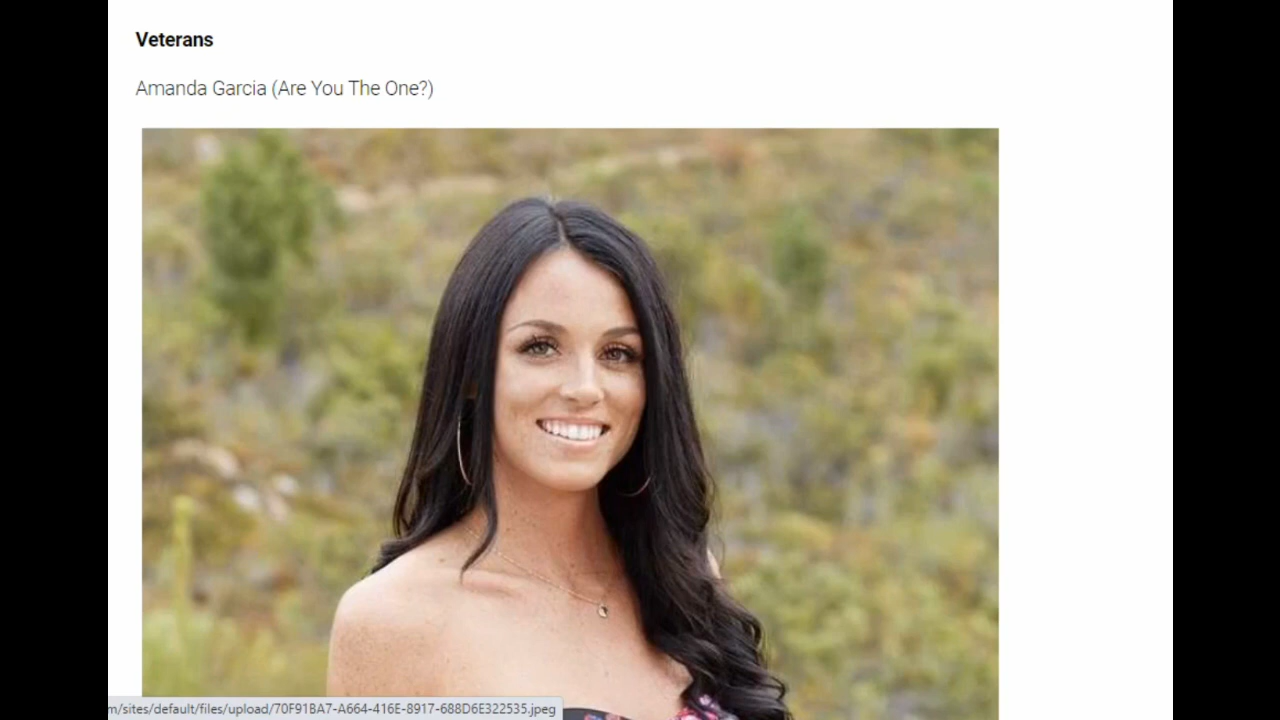 Veterans
Amanda Garcia (Are You The One?)
m/sites/default/files/upload/70F91BA7-A664-416E-8917-688D6E322535.jpeg